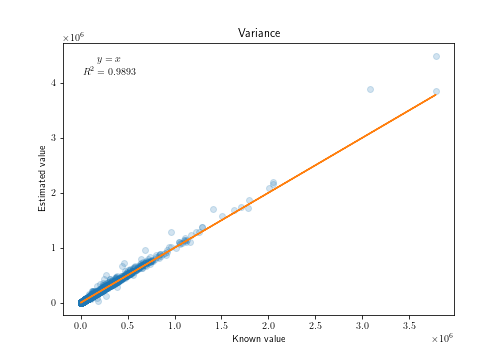 Variance
×10⁶
y = x
R² = 0.9893
4
3
2
1
0
Estimated value
0.0 0.5 1.0 1.5 2.0 2.5 3.0 3.5
Known value
×10⁶